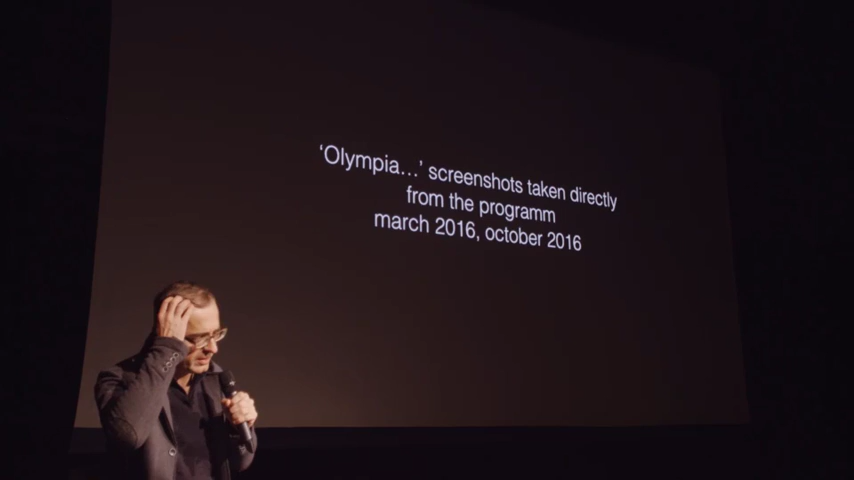 ‘Olympia…’ screenshots taken directly
from the programm
march 2016, october 2016